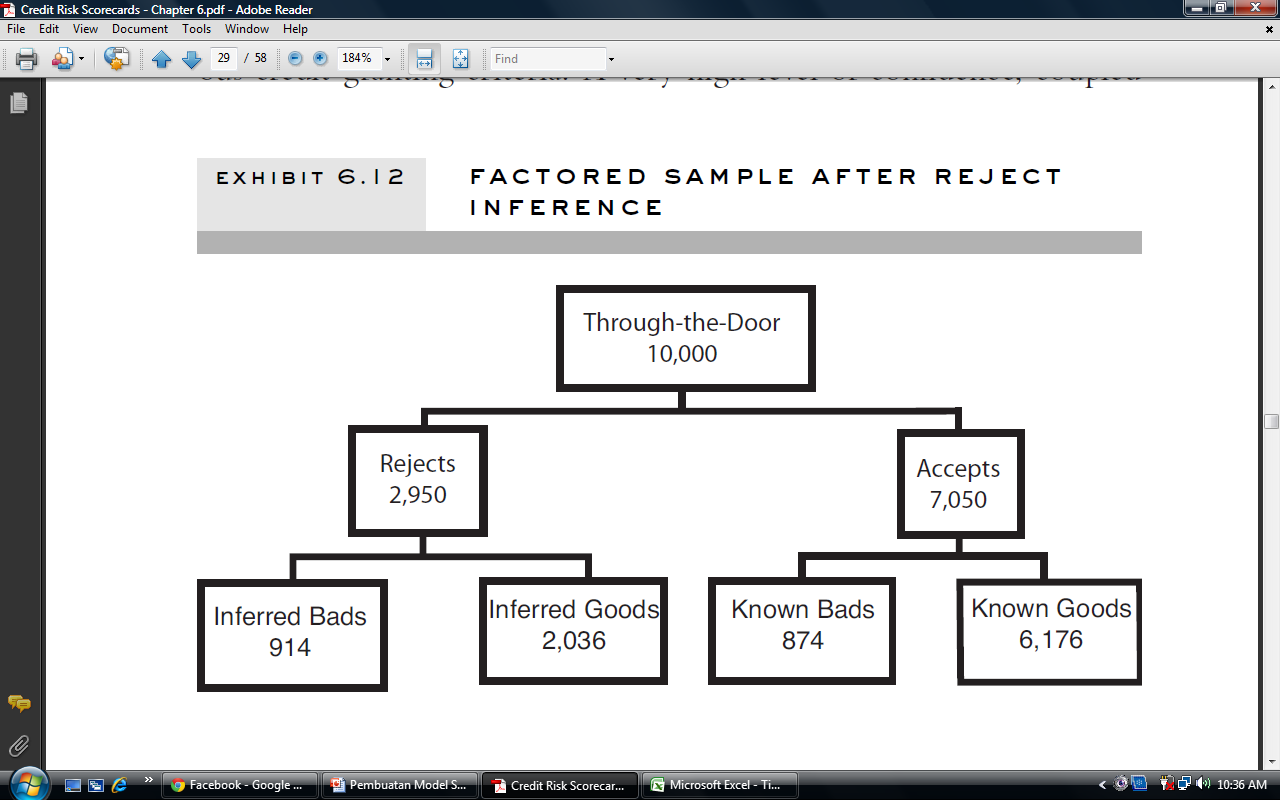 Credit Risk Scorecards - Chapter 6.pdf - Adobe Reader
File Edit View Document Tools Window Help
29 / 58 184% Find
EXHIBIT 6.12
FACTORED SAMPLE AFTER REJECT
INFERENCE
Through-the-Door
10,000
Rejects
2,950
Accepts
7,050
Inferred Bads
914
Inferred Goods
2,036
Known Bads
874
Known Goods
6,176
Facebook - Google ... Pembuatan Model S... Credit Risk Scorecar... Microsoft Excel - Ti... 10:36 AM